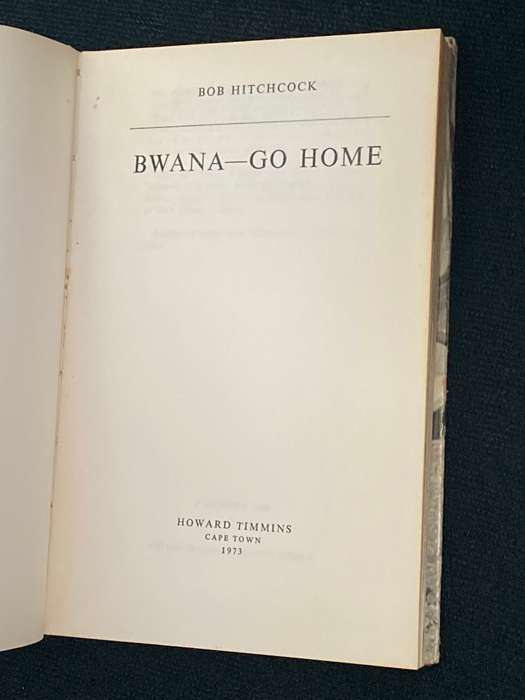 BOB HITCHCOCK
BWANA—GO HOME
HOWARD TIMMINS
CAPE TOWN
1973